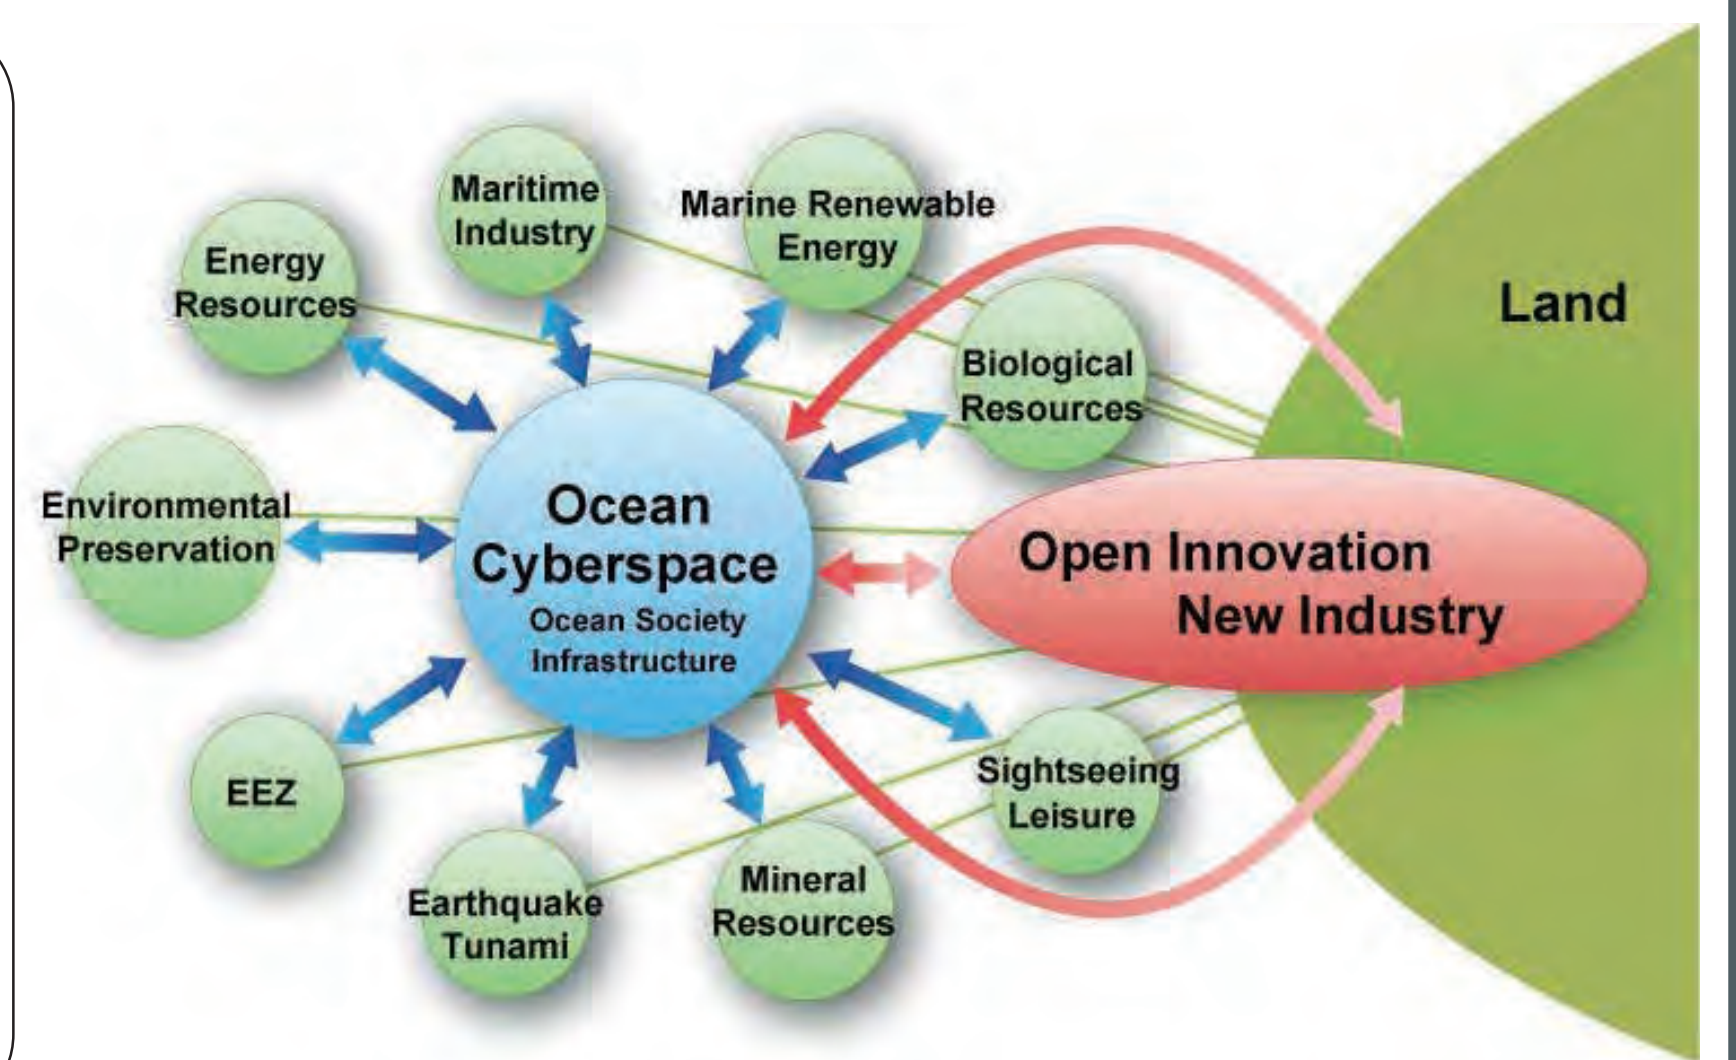 Maritime
Industry
Marine Renewable
Energy
Energy
Resources
Land
Biological
Resources
Environmental
Preservation
Ocean
Cyberspace
Ocean Society
Infrastructure
Open Innovation
New Industry
EEZ
Sightseeing
Leisure
Earthquake
Tunami
Mineral
Resources